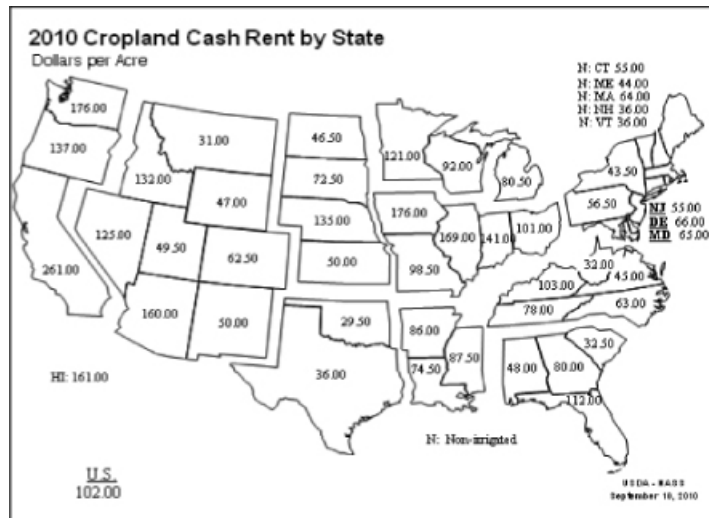 2010 Cropland Cash Rent by State
Dollars per Acre
N: CT 55.00
N: ME 44.00
N: MA 64.00
N: NH 36.00
N: VT 36.00
176.00
31.00
46.50
121.00
92.00
43.50
137.00
132.00
72.50
80.50
47.00
56.50
176.00
NJ 55.00
DE 66.00
MD 65.00
135.00
125.00
49.50
62.50
169.00
141.00
101.00
32.00
45.00
261.00
50.00
98.50
103.00
78.00
63.00
160.00
50.00
29.50
86.00
32.50
36.00
74.50
87.50
48.00
80.00
HI: 161.00
112.00
N: Non-irrigated
U.S.
102.00
USDA - NASS
September 10, 2010